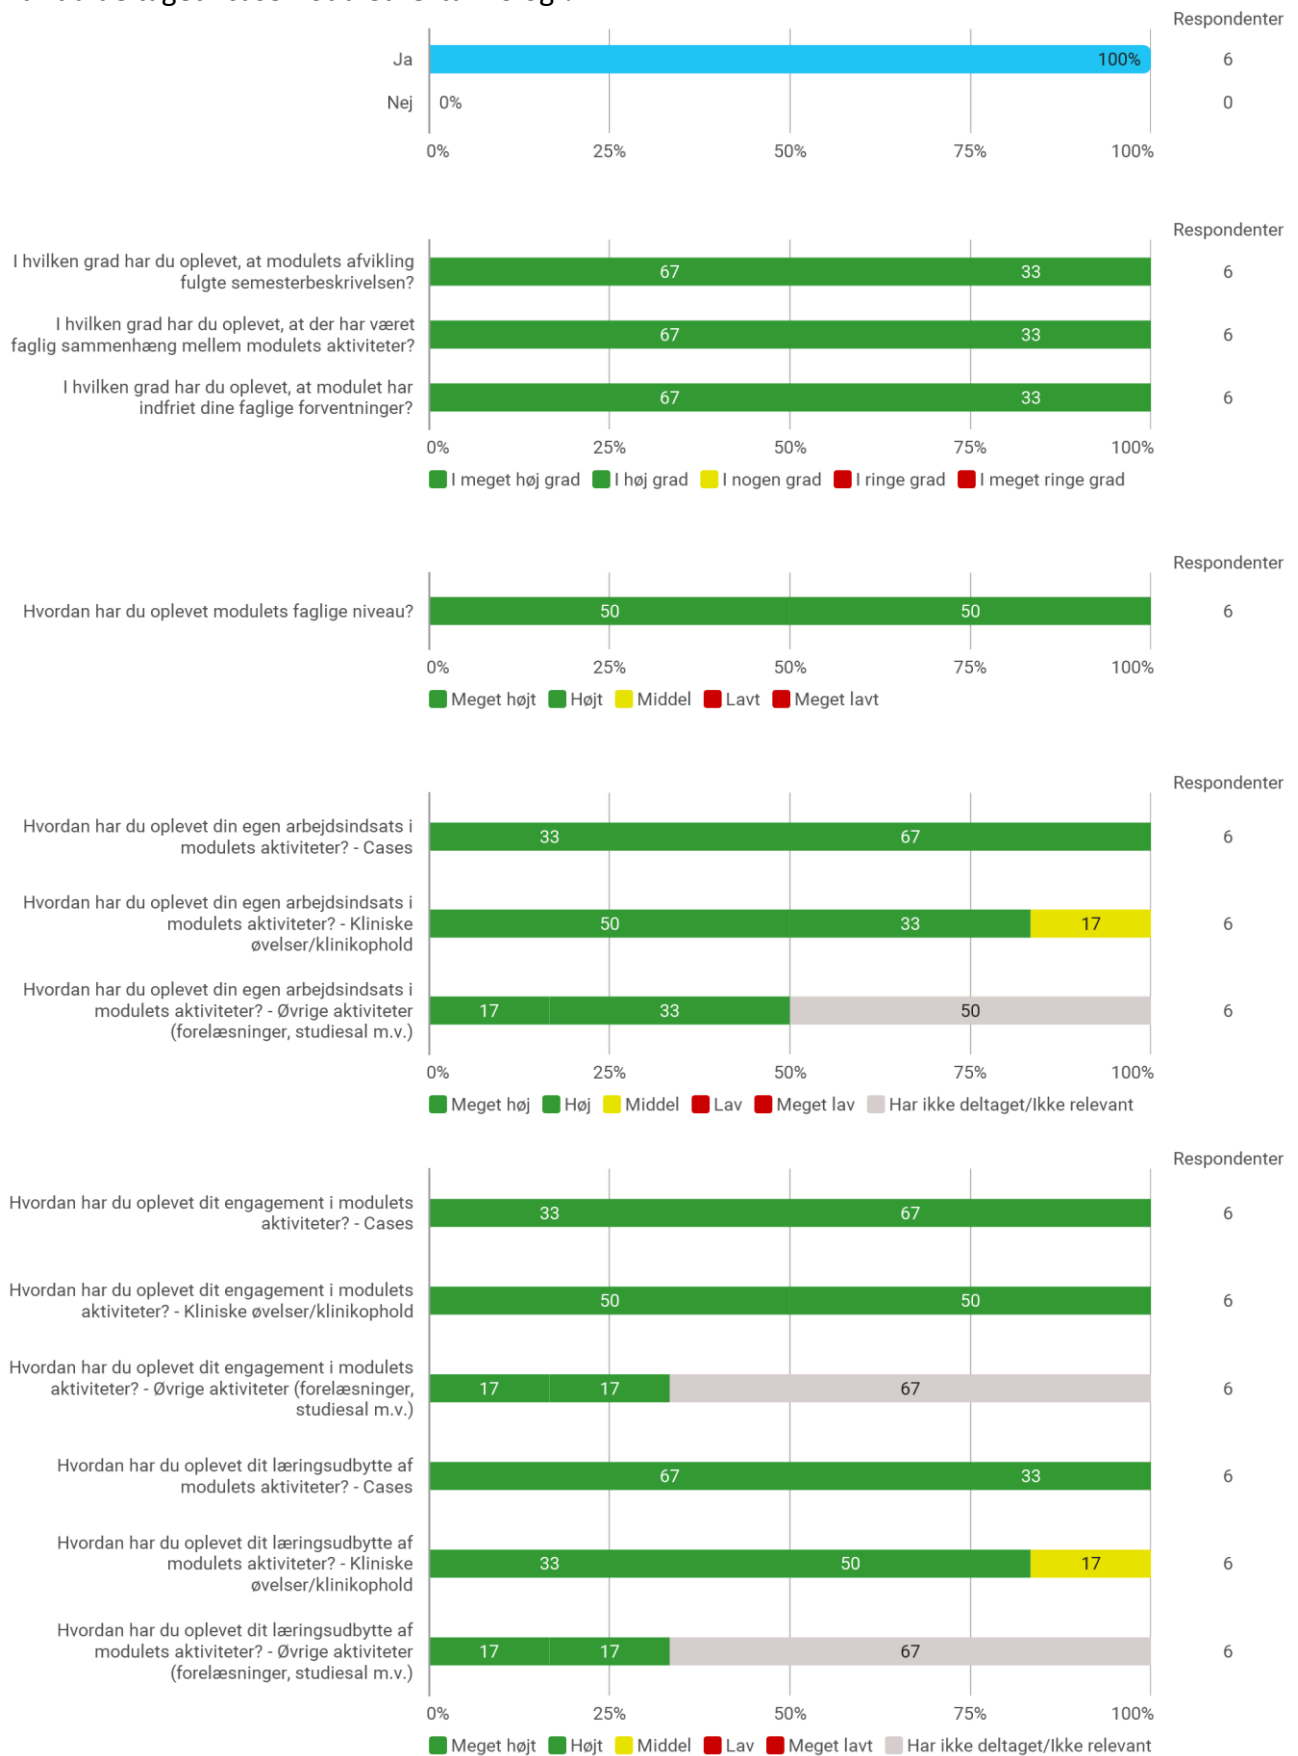 Respondenter
Ja
100%
6
Nej
0%
0
0% 25% 50% 75% 100%
Respondenter
I hvilken grad har du oplevet, at modulets afvikling
fulgte semesterbeskrivelsen?
67 33 6
I hvilken grad har du oplevet, at der har været
faglig sammenhæng mellem modulets aktiviteter?
67 33 6
I hvilken grad har du oplevet, at modulet har
indfriet dine faglige forventninger?
67 33 6
0% 25% 50% 75% 100%
I meget høj grad I høj grad I nogen grad I ringe grad I meget ringe grad
Respondenter
Hvordan har du oplevet modulets faglige niveau?
50 50 6
0% 25% 50% 75% 100%
Meget højt Højt Middel Lavt Meget lavt
Respondenter
Hvordan har du oplevet din egen arbejdsindsats i
modulets aktiviteter? - Cases
33 67 6
Hvordan har du oplevet din egen arbejdsindsats i
modulets aktiviteter? - Kliniske
øvelser/klinikophold
50 33 17 6
Hvordan har du oplevet din egen arbejdsindsats i
modulets aktiviteter? - Øvrige aktiviteter
(forelæsninger, studiesal m.v.)
17 33 50 6
0% 25% 50% 75% 100%
Meget høj Høj Middel Lav Meget lav Har ikke deltaget/Ikke relevant
Respondenter
Hvordan har du oplevet dit engagement i modulets
aktiviteter? - Cases
33 67 6
Hvordan har du oplevet dit engagement i modulets
aktiviteter? - Kliniske øvelser/klinikophold
50 50 6
Hvordan har du oplevet dit engagement i modulets
aktiviteter? - Øvrige aktiviteter (forelæsninger,
studiesal m.v.)
17 17 67 6
Hvordan har du oplevet dit læringsudbytte af
modulets aktiviteter? - Cases
67 33 6
Hvordan har du oplevet dit læringsudbytte af
modulets aktiviteter? - Kliniske
øvelser/klinikophold
33 50 17 6
Hvordan har du oplevet dit læringsudbytte af
modulets aktiviteter? - Øvrige aktiviteter
(forelæsninger, studiesal m.v.)
17 17 67 6
0% 25% 50% 75% 100%
Meget højt Højt Middel Lav Meget lavt Har ikke deltaget/Ikke relevant